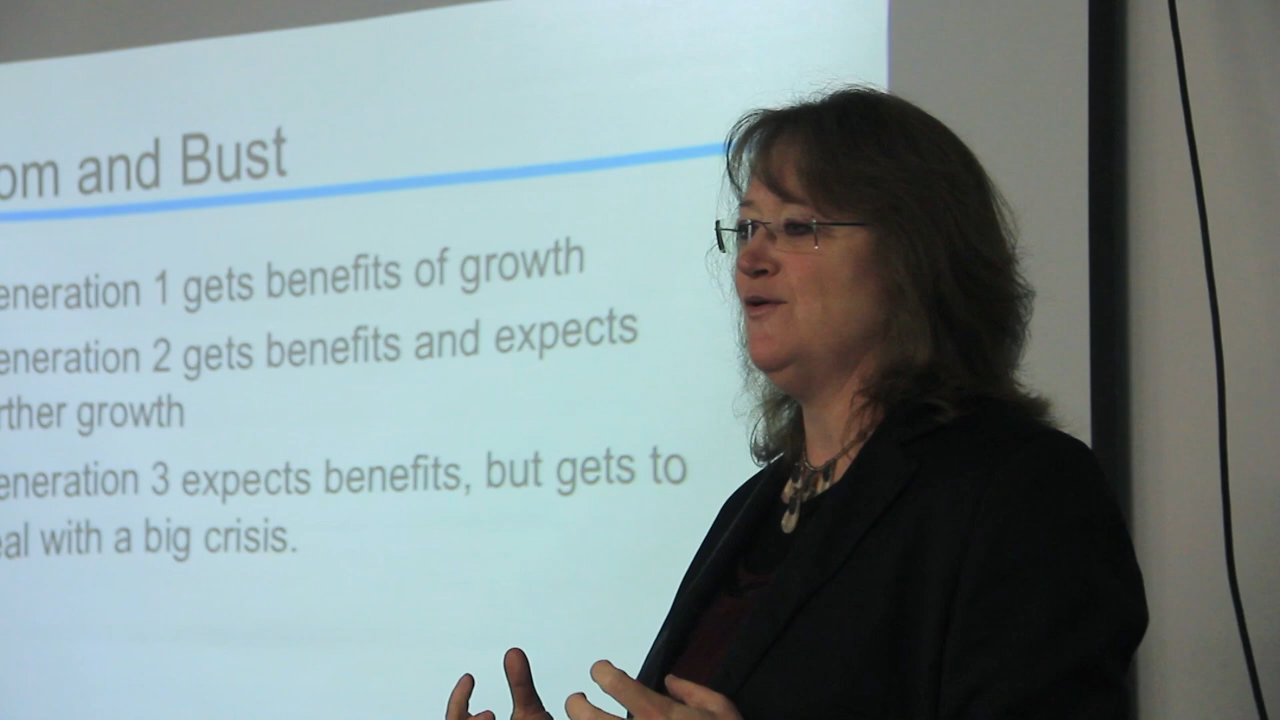 om and Bust
eneration 1 gets benefits of growth
eneration 2 gets benefits and expects
rther growth
eneration 3 expects benefits, but gets to
eal with a big crisis.